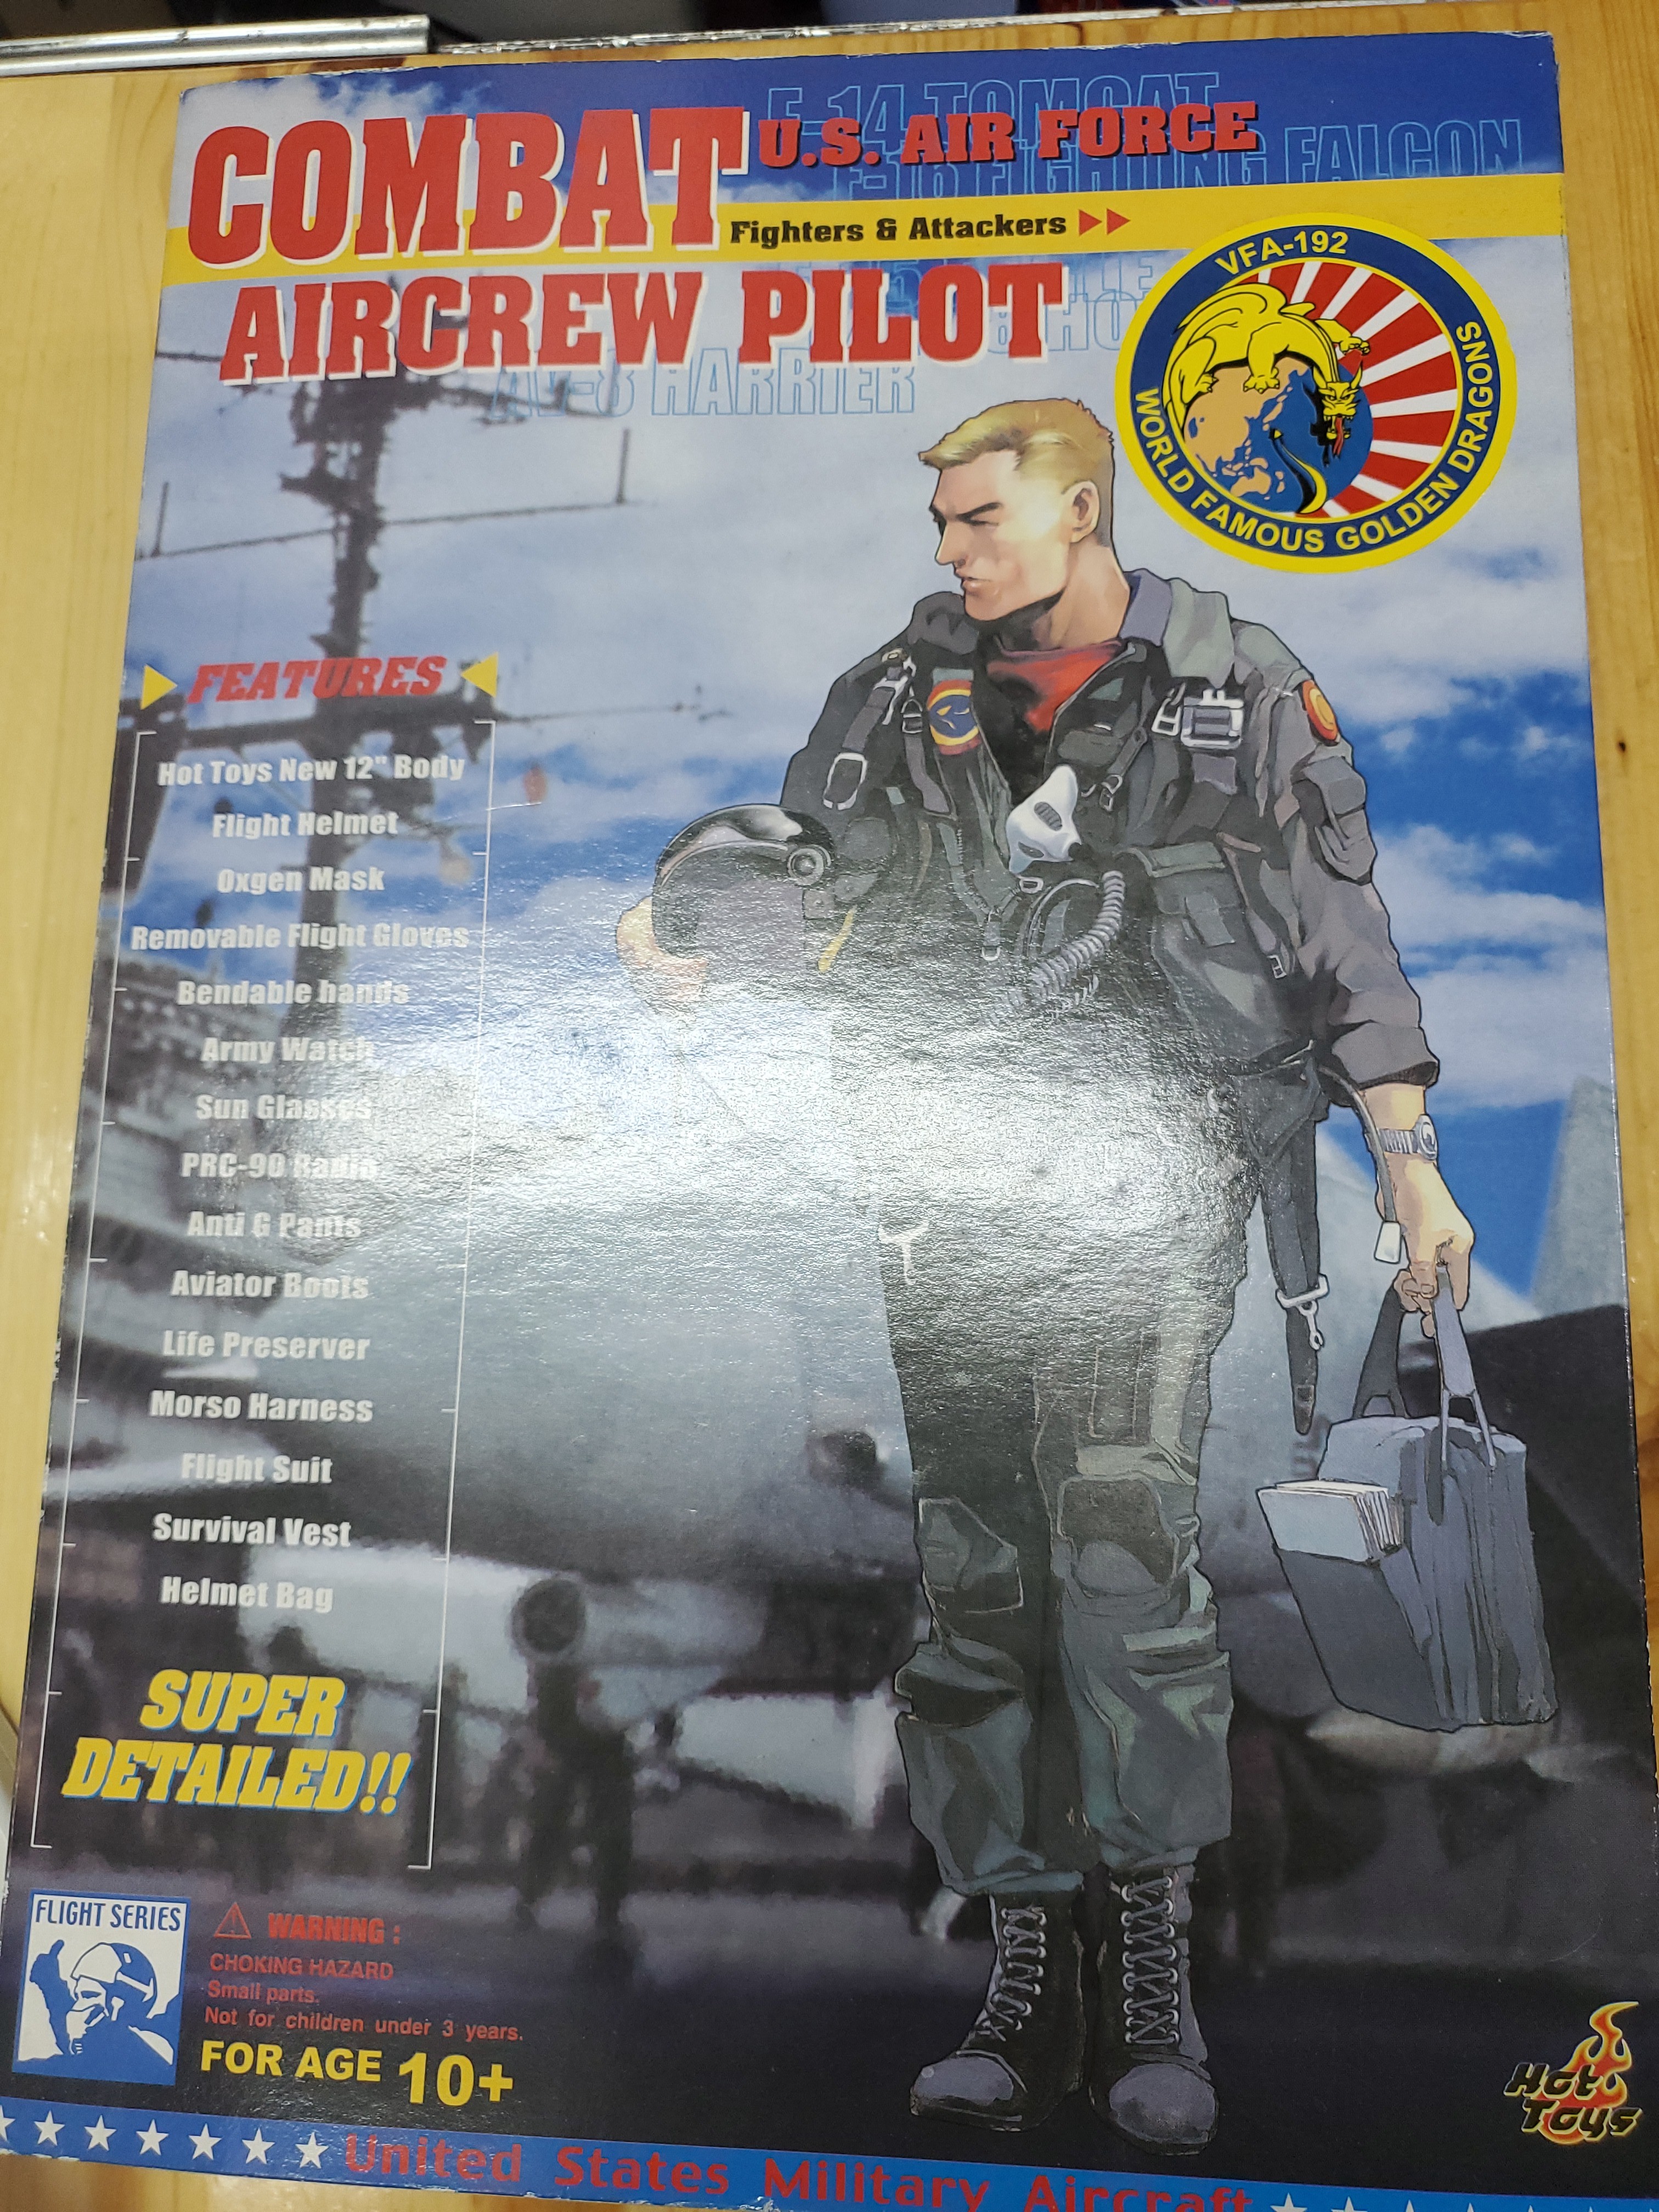 F-14 TOMCAT
COMBAT
U.S. AIR FORCE
F-16 FIGHTING FALCON
Fighters & Attackers
AIRCREW PILOT
AV-8 HARRIER
VFA-192
WORLD FAMOUS GOLDEN DRAGONS
FEATURES
Hot Toys New 12" Body
Flight Helmet
Oxgen Mask
Removable Flight Gloves
Bendable hands
Army Watch
Sun Glasses
PRC-90 Radio
Anti G Pants
Aviator Boots
Life Preserver
Morso Harness
Flight Suit
Survival Vest
Helmet Bag
SUPER
DETAILED!!
FLIGHT SERIES
WARNING :
CHOKING HAZARD
Small parts.
Not for children under 3 years.
FOR AGE 10+
Hot
Toys
United States Military Aircraft